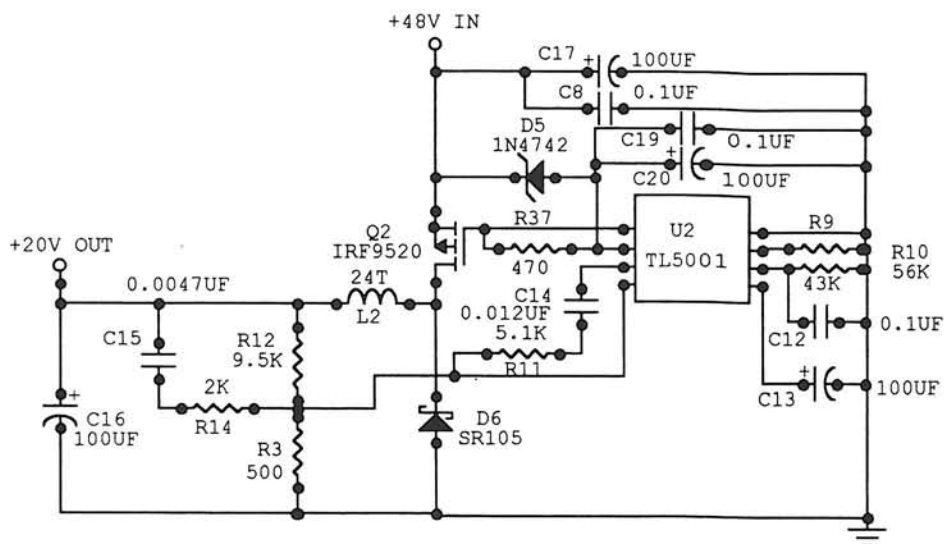 +48V IN
C17
+
100UF
C8
0.1UF
D5
1N4742
C19
0.1UF
+
C20
100UF
Q2
IRF9520
R37
470
U2
TL5001
R9
R10
56K
43K
+20V OUT
0.0047UF
24T
L2
C14
0.012UF
5.1K
R11
C12
0.1UF
C15
R12
9.5K
2K
R14
+
C16
100UF
R3
500
D6
SR105
+
C13
100UF